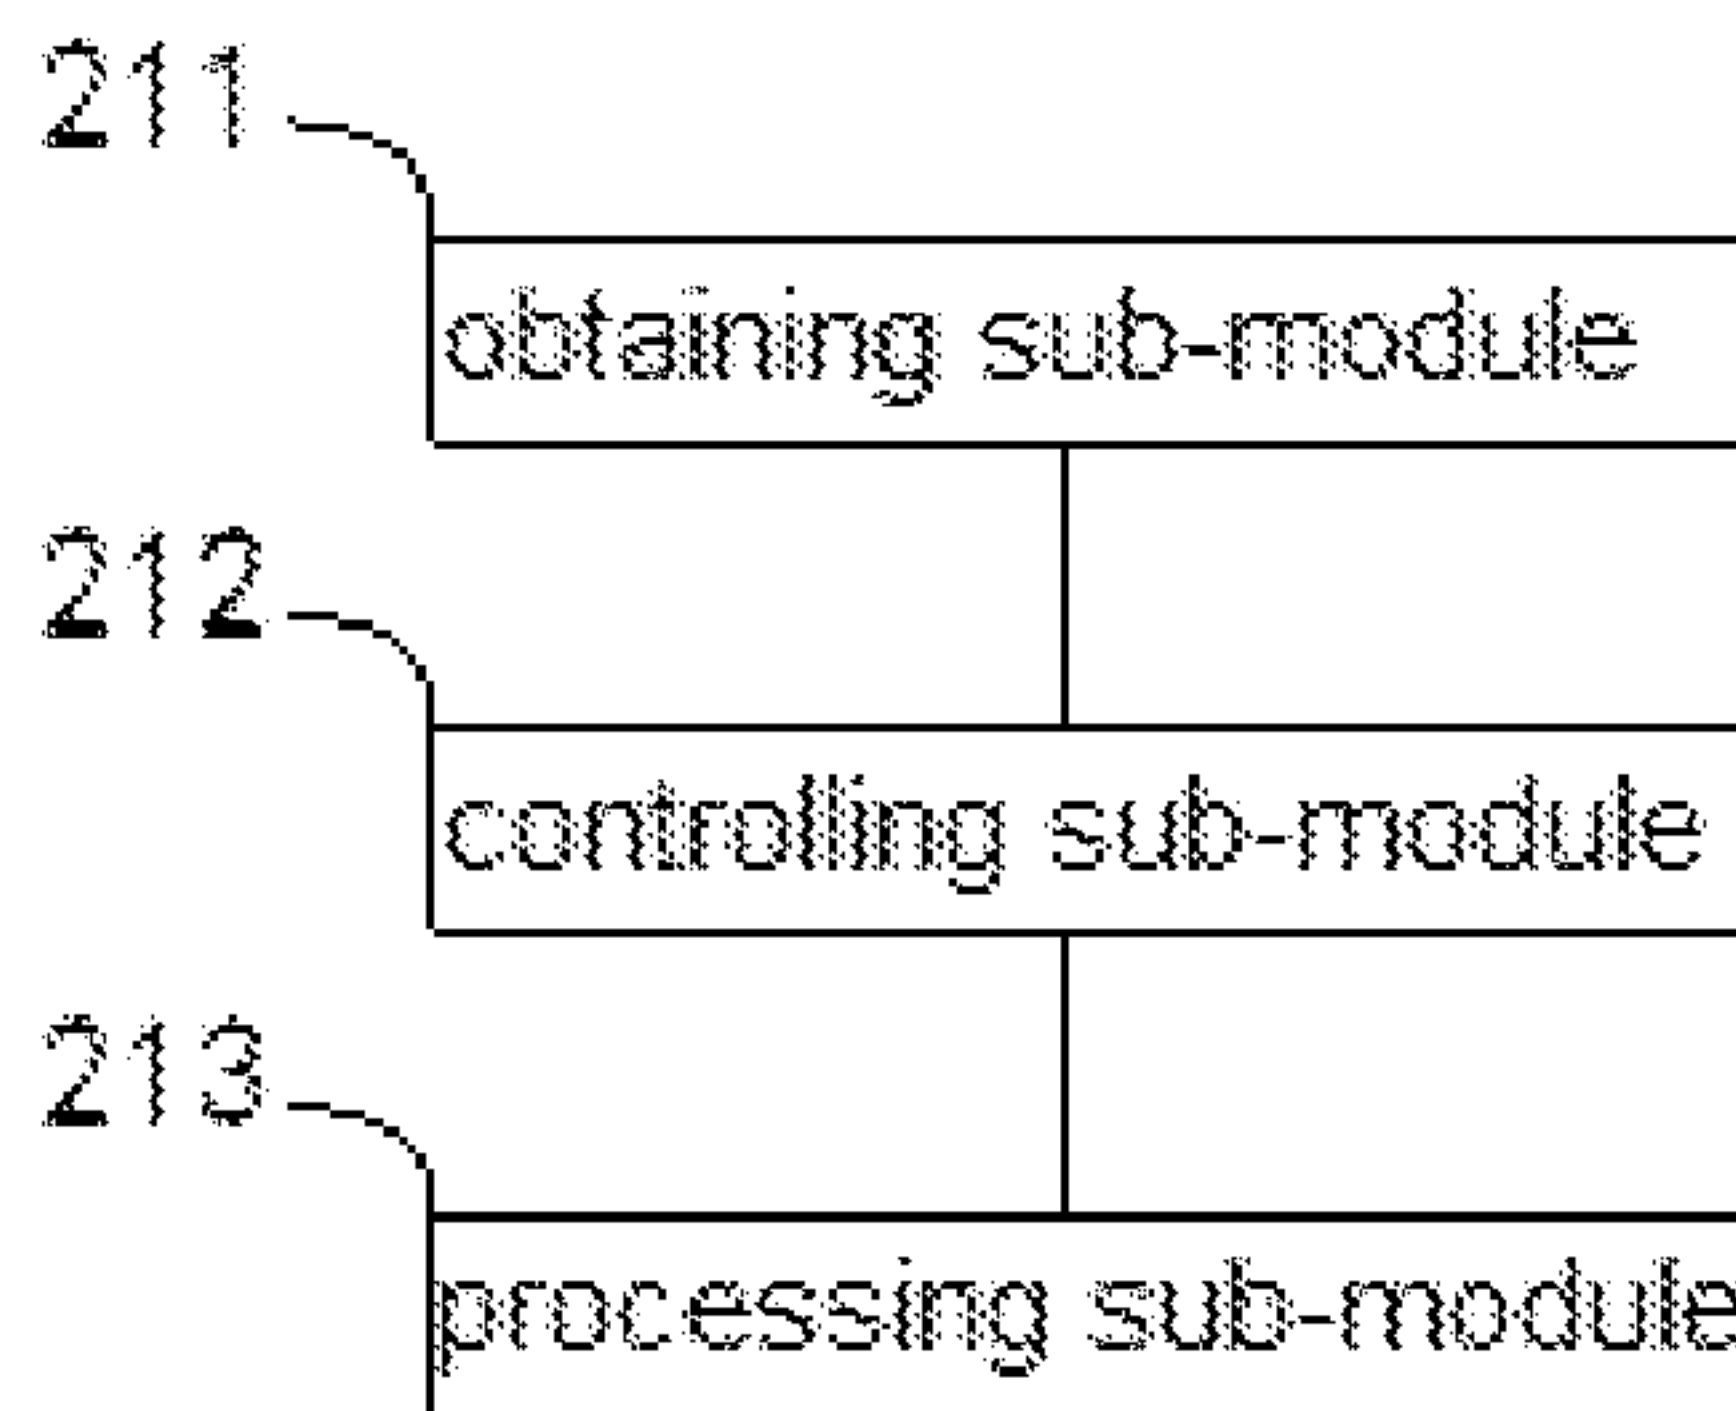 211
obtaining sub-module
212
controlling sub-module
213
processing sub-module